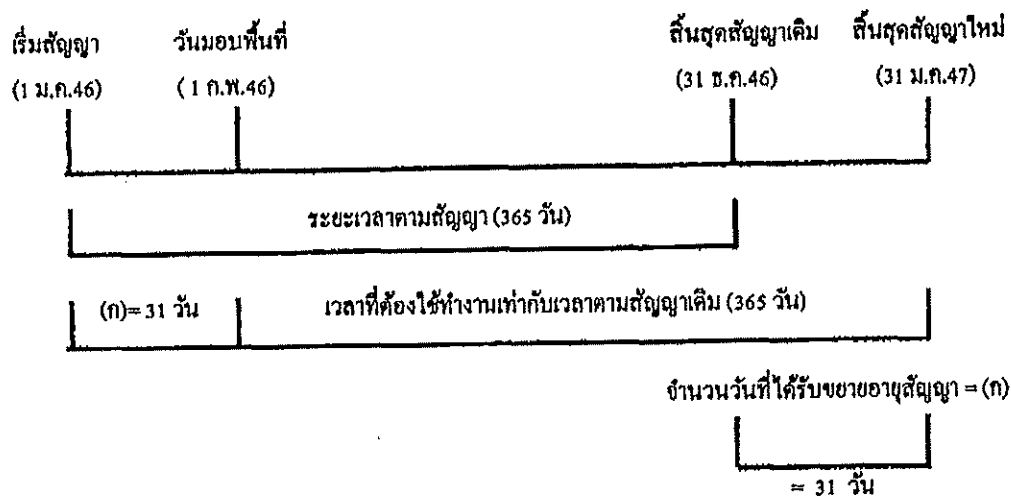 เริ่มสัญญา วันมอบพื้นที่ สิ้นสุดสัญญาเดิม สิ้นสุดสัญญาใหม่
(1 ม.ค.46) ( 1 ก.พ.46) (31 ธ.ค.46) (31 ม.ค.47)
ระยะเวลาตามสัญญา (365 วัน)
(ก)= 31 วัน เวลาที่ต้องใช้ทำงานเท่ากับเวลาตามสัญญาเดิม (365 วัน)
จำนวนวันที่ได้รับขยายอายุสัญญา = (ก)
= 31 วัน